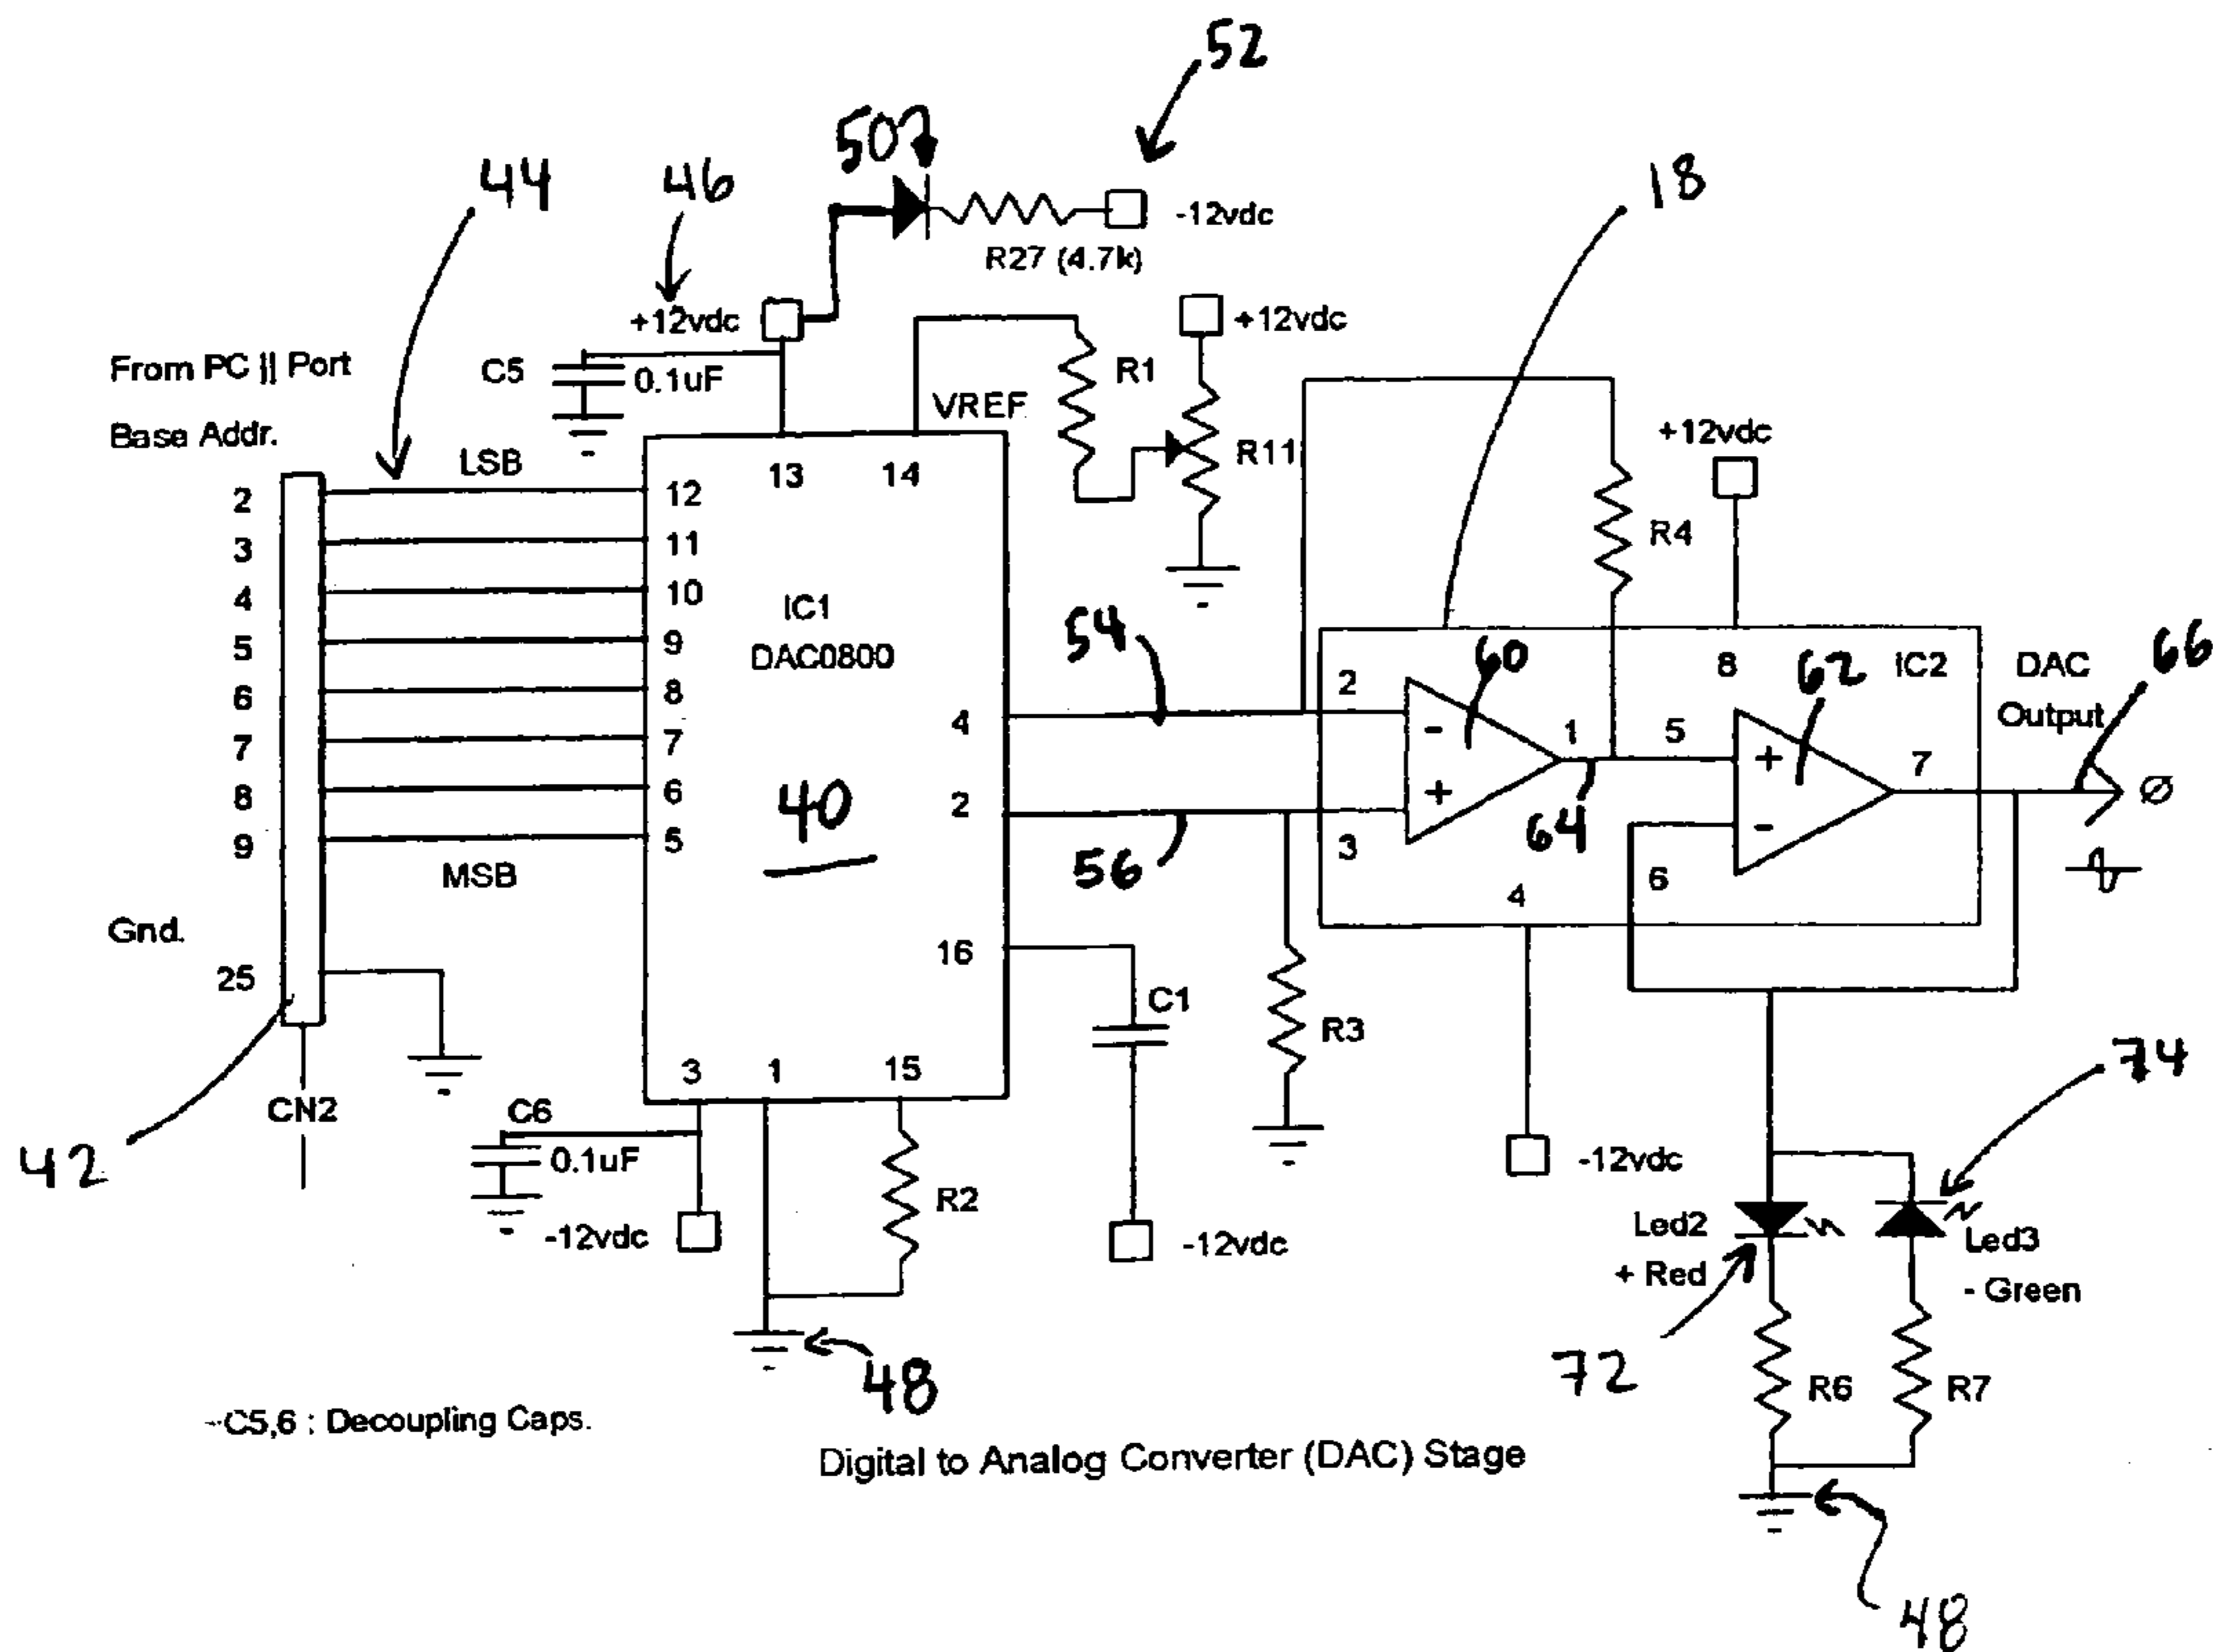 52
50
44
46
18
-12vdc
R27 (4.7k)
+12vdc
+12vdc
From PC || Port
Base Addr.
C5
0.1uF
VREF
R1
R11
+12vdc
LSB
13
14
R4
2
12
3
11
4
10
5
9
6
8
7
7
8
6
9
5
IC1
DAC0800
40
MSB
54
56
4
2
16
2
-
+
3
60
1
64
5
+
-
6
62
8
IC2
7
4
DAC
Output
66
Ø
Gnd.
25
42
CN2
C1
R3
3
1
15
C6
0.1uF
-12vdc
R2
-12vdc
-12vdc
74
Led2
+ Red
Led3
- Green
72
R6
R7
48
48
-C5,6 : Decoupling Caps.
Digital to Analog Converter (DAC) Stage